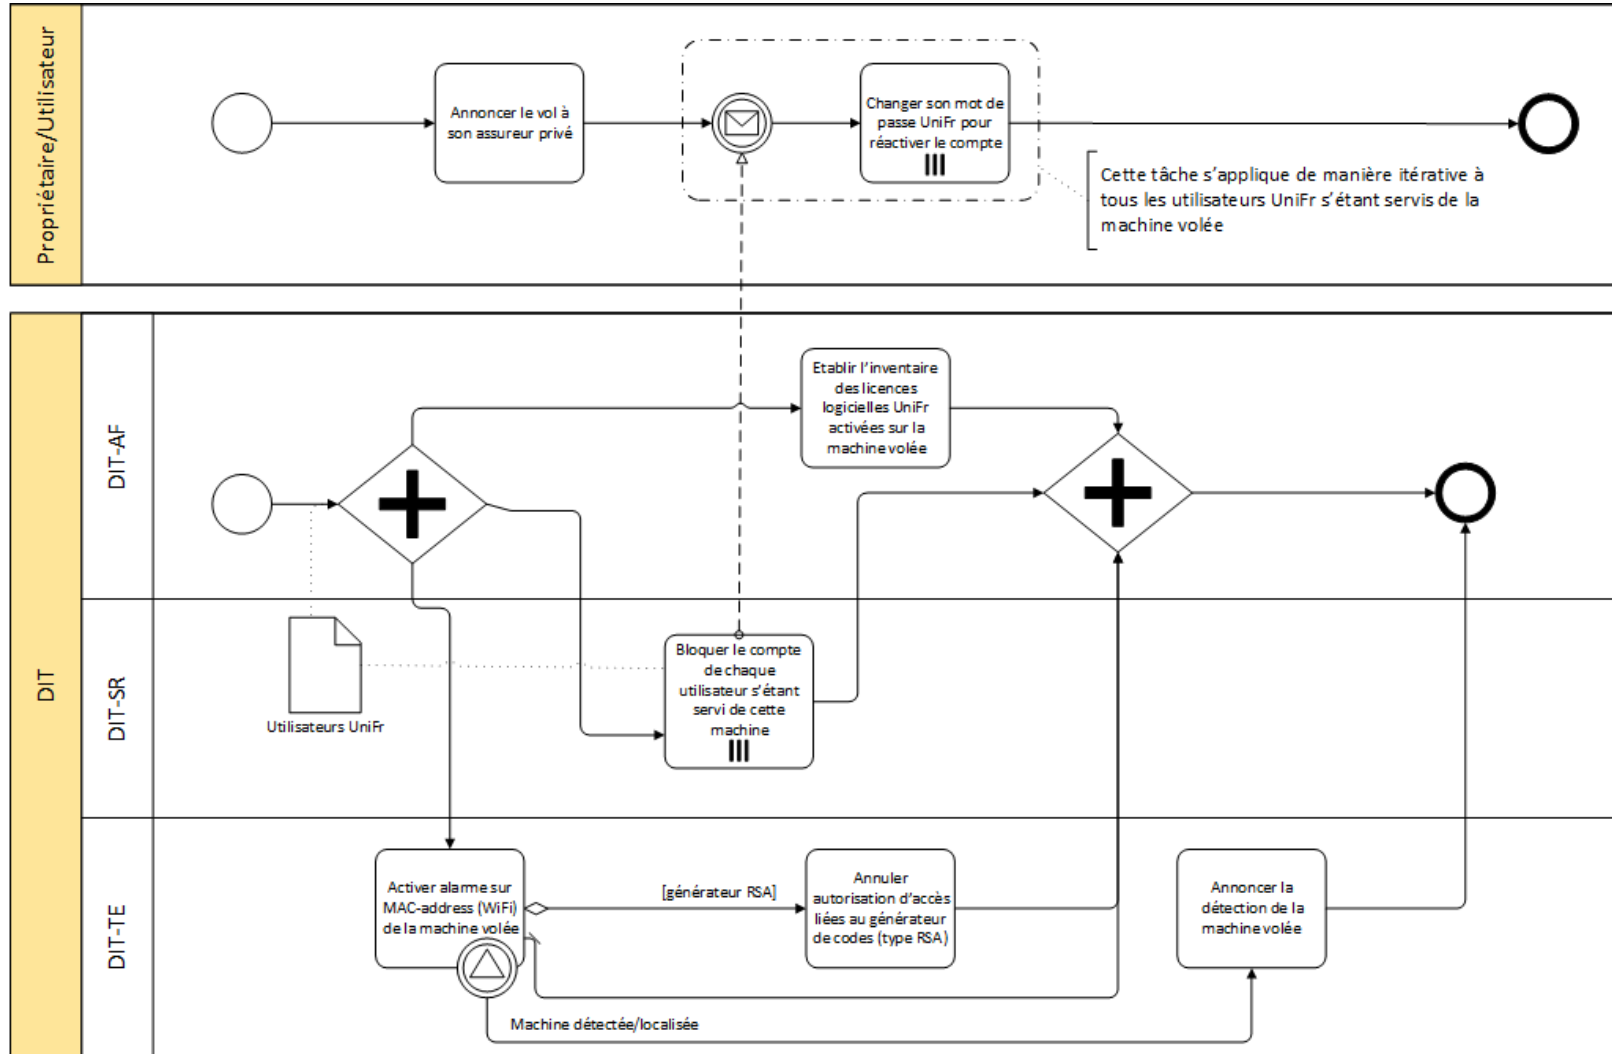 Propriétaire/Utilisateur
Annoncer le vol à
son assureur privé
Changer son mot de
passe UniFr pour
réactiver le compte
Cette tâche s'applique de manière itérative à
tous les utilisateurs UniFr s'étant servis de la
machine volée
DIT
DIT-AF
Etablir l'inventaire
des licences
logicielles UniFr
activées sur la
machine volée
DIT-SR
Utilisateurs UniFr
Bloquer le compte
de chaque
utilisateur s'étant
servi de cette
machine
DIT-TE
Activer alarme sur
MAC-address (WiFi)
de la machine volée
[générateur RSA]
Annuler
autorisation d'accès
liées au générateur
de codes (type RSA)
Annoncer la
détection de la
machine volée
Machine détectée/localisée